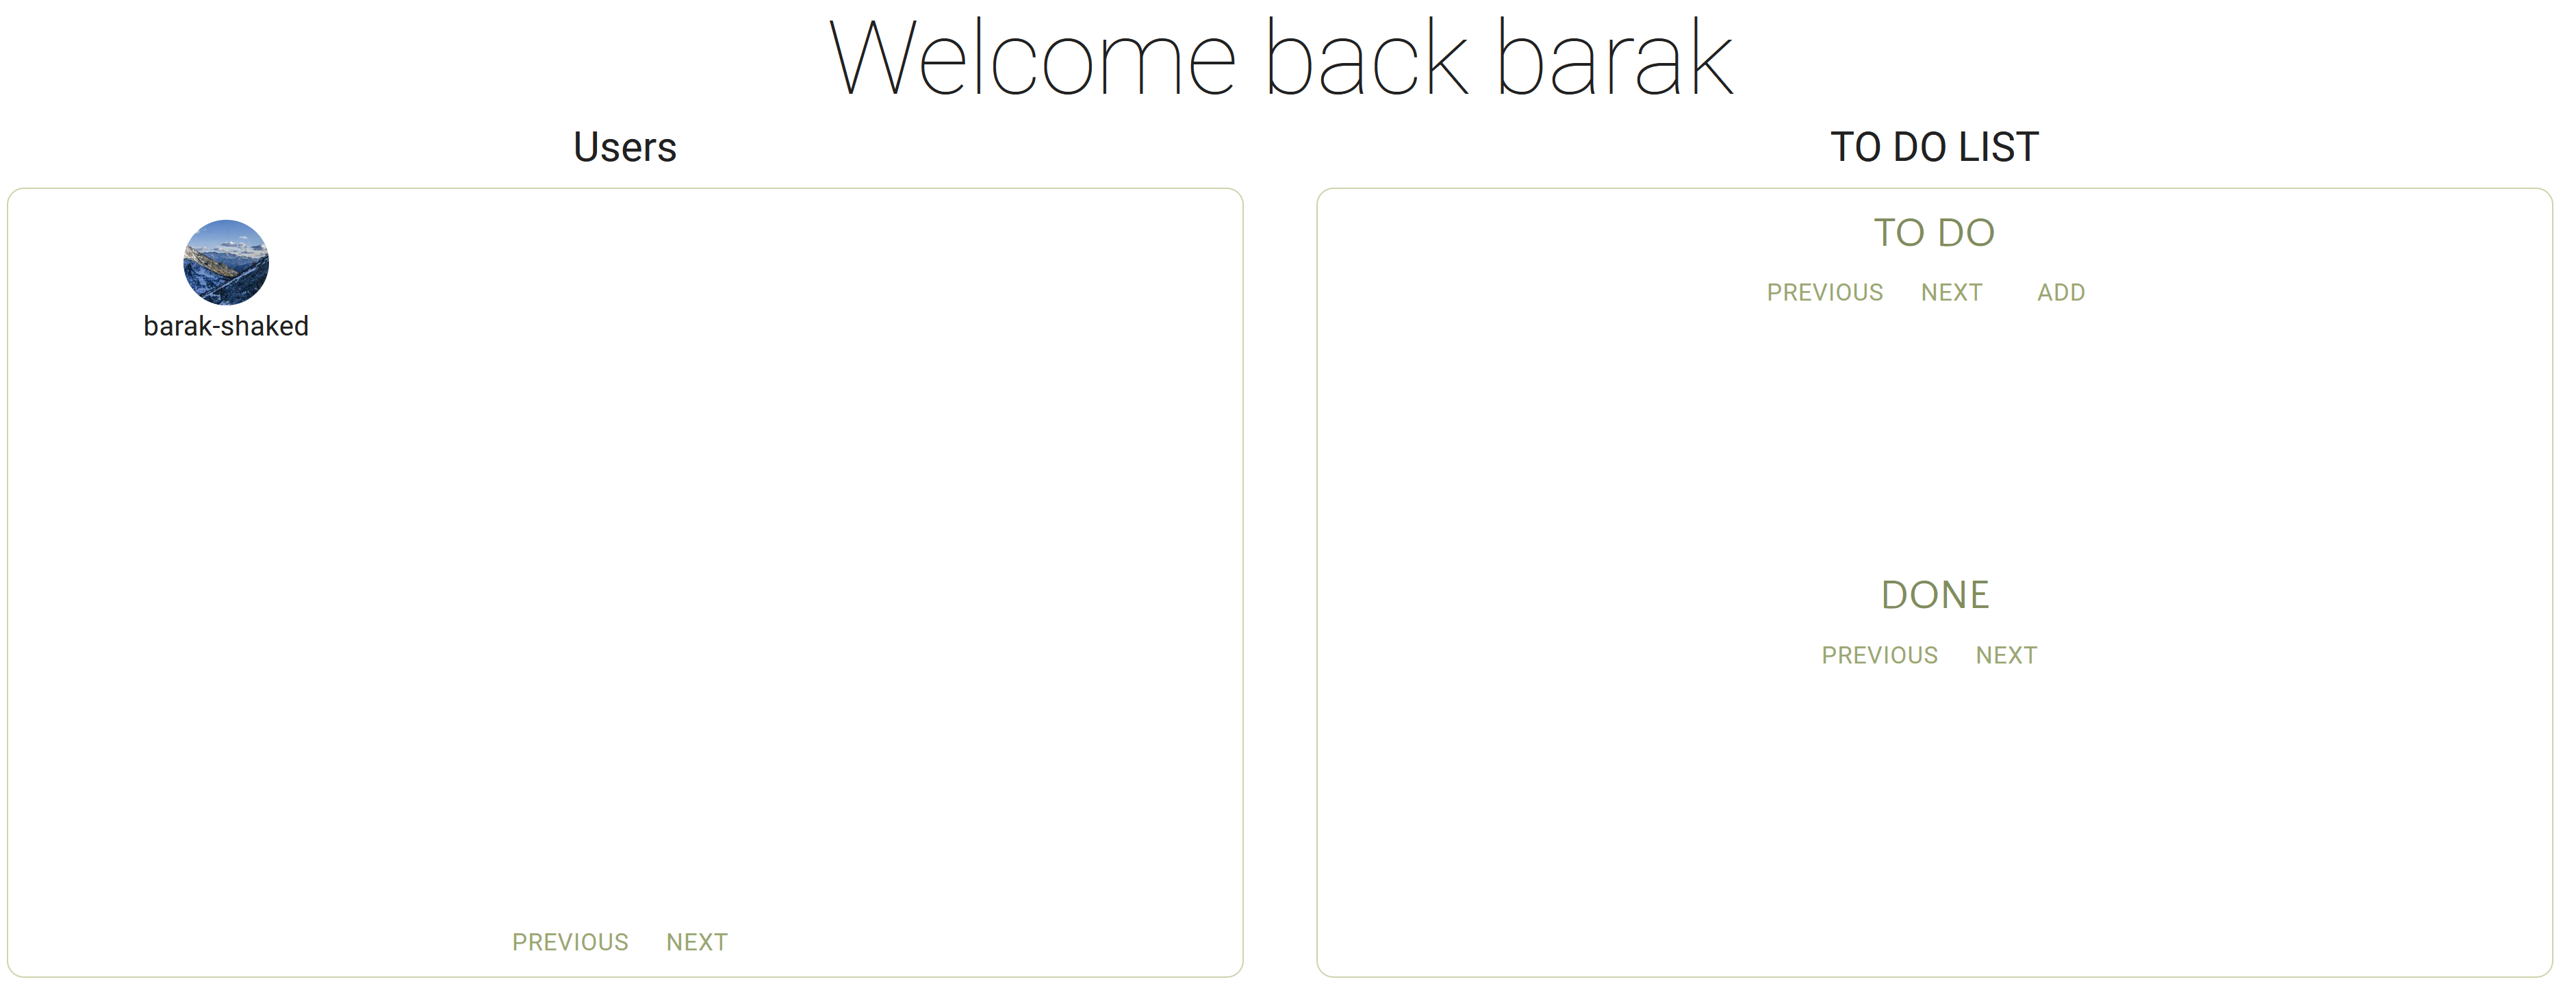 Welcome back barak
Users
barak-shaked
PREVIOUS NEXT
TO DO LIST
TO DO
PREVIOUS NEXT ADD
DONE
PREVIOUS NEXT